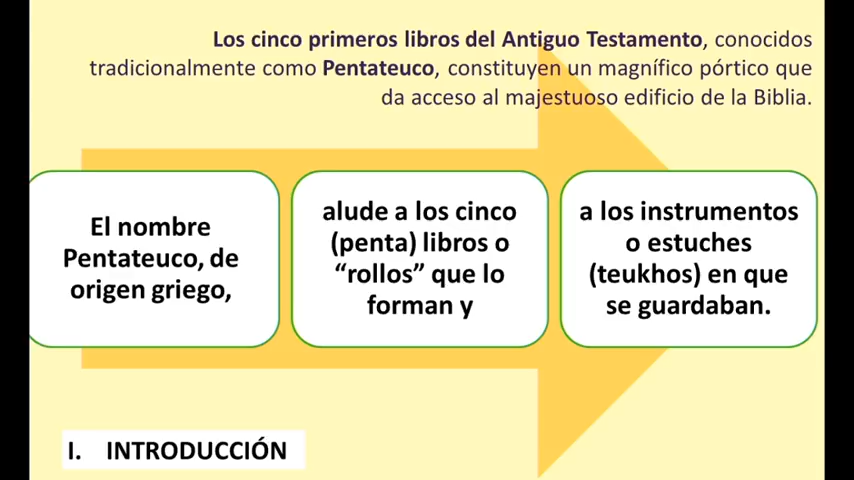 Los cinco primeros libros del Antiguo Testamento, conocidos
tradicionalmente como Pentateuco, constituyen un magnífico pórtico que
da acceso al majestuoso edificio de la Biblia.
El nombre
Pentateuco, de
origen griego,
alude a los cinco
(penta) libros o
“rollos” que lo
forman y
a los instrumentos
o estuches
(teukhos) en que
se guardaban.
I. INTRODUCCIÓN